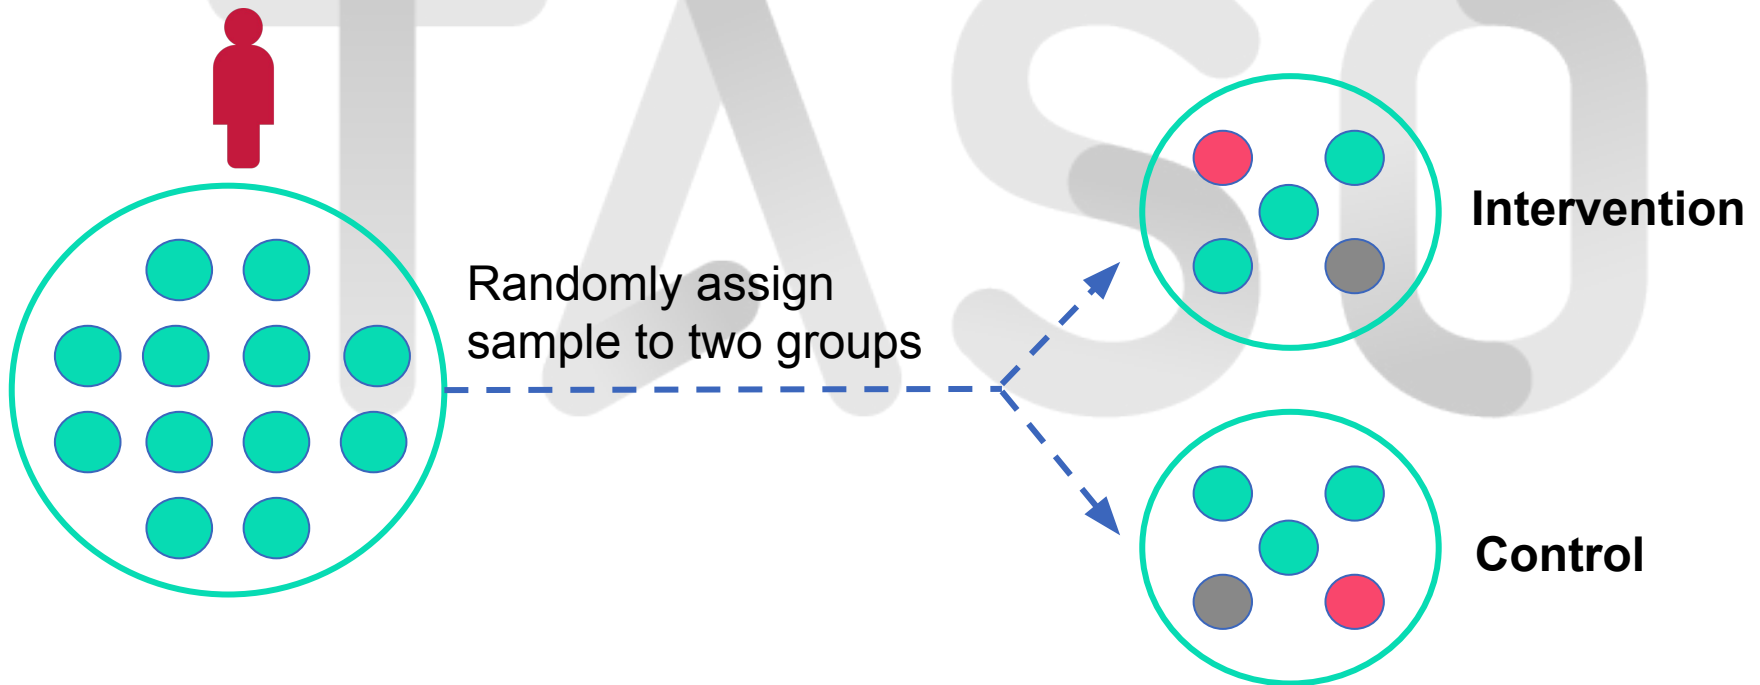 TASO
Randomly assign
sample to two groups
Intervention
Control